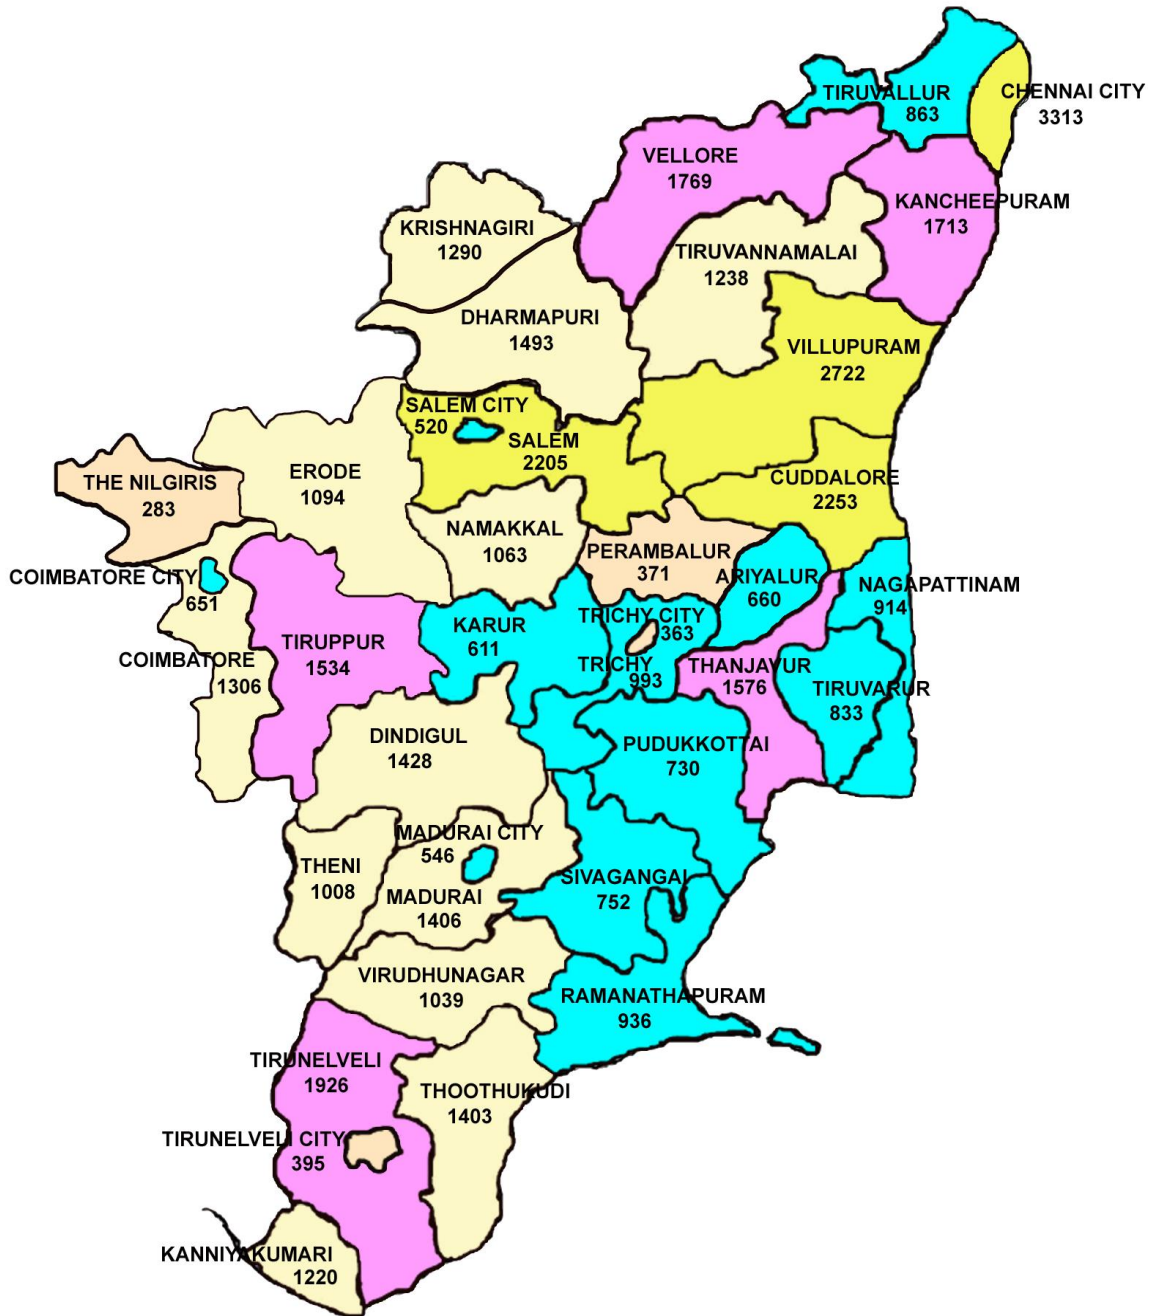 TIRUVALLUR
863
CHENNAI CITY
3313
VELLORE
1769
KANCHEEPURAM
1713
KRISHNAGIRI
1290
TIRUVANNAMALAI
1238
DHARMAPURI
1493
VILLUPURAM
2722
SALEM CITY
520
SALEM
2205
ERODE
1094
THE NILGIRIS
283
CUDDALORE
2253
NAMAKKAL
1063
PERAMBALUR
371
ARIYALUR
660
NAGAPATTINAM
914
COIMBATORE CITY
651
TRICHY CITY
363
KARUR
611
TIRUPPUR
1534
COIMBATORE
1306
TRICHY
993
THANJAVUR
1576
TIRUVARUR
833
DINDIGUL
1428
PUDUKKOTTAI
730
MADURAI CITY
546
THENI
1008
MADURAI
1406
SIVAGANGAI
752
VIRUDHUNAGAR
1039
RAMANATHAPURAM
936
TIRUNELVELI
1926
THOOTHUKUDI
1403
TIRUNELVELI CITY
395
KANNIYAKUMARI
1220